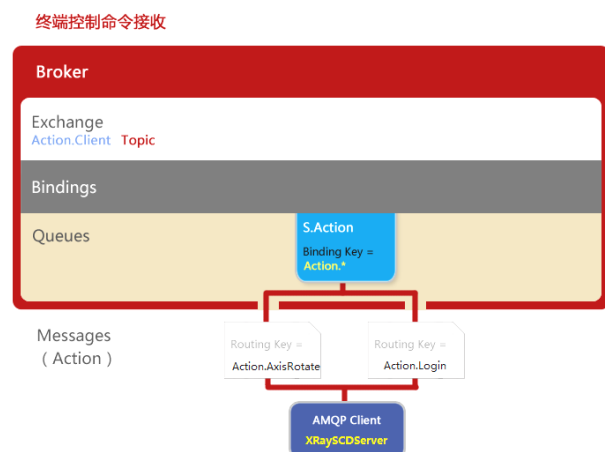 终端控制命令接收
Broker
Exchange
Action.Client Topic
Bindings
Queues
S.Action
Binding Key =
Action.*
Messages
（Action）
Routing Key =
Action.AxisRotate
Routing Key =
Action.Login
AMQP Client
XRaySCDServer